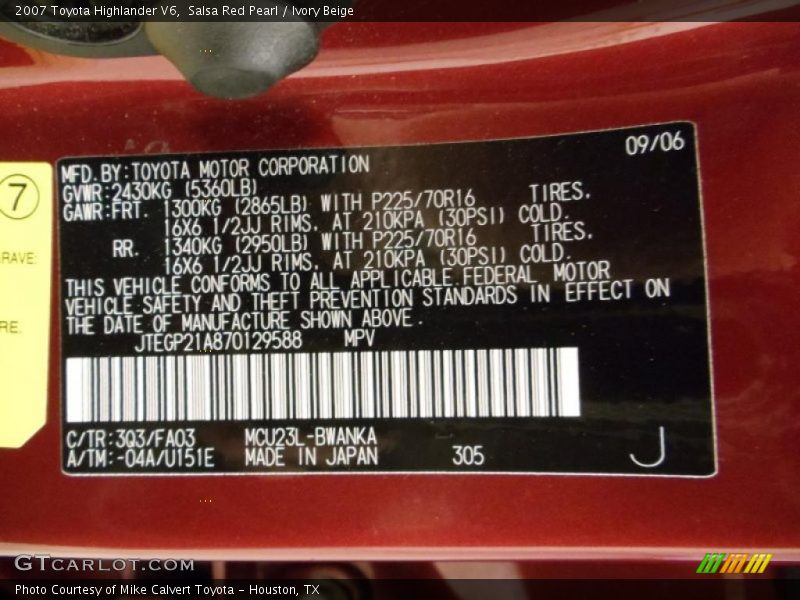 2007 Toyota Highlander V6, Salsa Red Pearl / Ivory Beige
09/06
MFD.BY:TOYOTA MOTOR CORPORATION
GVWR:2430KG (5360LB)
GAWR:FRT. 1300KG (2865LB) WITH P225/70R16 TIRES,
16X6 1/2JJ RIMS, AT 210KPA (30PSI) COLD.
RR. 1340KG (2950LB) WITH P225/70R16 TIRES,
16X6 1/2JJ RIMS, AT 210KPA (30PSI) COLD.
THIS VEHICLE CONFORMS TO ALL APPLICABLE FEDERAL MOTOR
VEHICLE SAFETY AND THEFT PREVENTION STANDARDS IN EFFECT ON
THE DATE OF MANUFACTURE SHOWN ABOVE.
JTEGP21A870129588 MPV
C/TR:3Q3/FA03 MCU23L-BWANKA
A/TM:-04A/U151E MADE IN JAPAN 305 J
7
RAVE:
RE.
GTCARLOT.COM
Photo Courtesy of Mike Calvert Toyota - Houston, TX